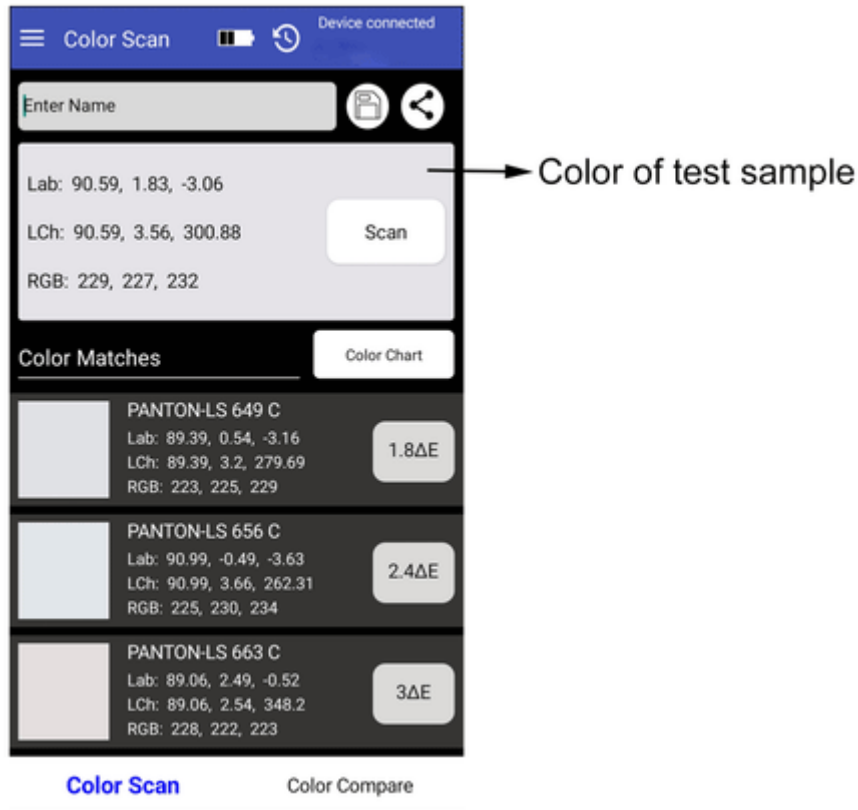 Color Scan
Device connected
Enter Name
Lab: 90.59, 1.83, -3.06
Color of test sample
LCh: 90.59, 3.56, 300.88
Scan
RGB: 229, 227, 232
Color Matches
Color Chart
PANTON-LS 649 C
Lab: 89.39, 0.54, -3.16
LCh: 89.39, 3.2, 279.69
RGB: 223, 225, 229
1.8ΔE
PANTON-LS 656 C
Lab: 90.99, -0.49, -3.63
LCh: 90.99, 3.66, 262.31
RGB: 225, 230, 234
2.4ΔE
PANTON-LS 663 C
Lab: 89.06, 2.49, -0.52
LCh: 89.06, 2.54, 348.2
RGB: 228, 222, 223
3ΔE
Color Scan
Color Compare